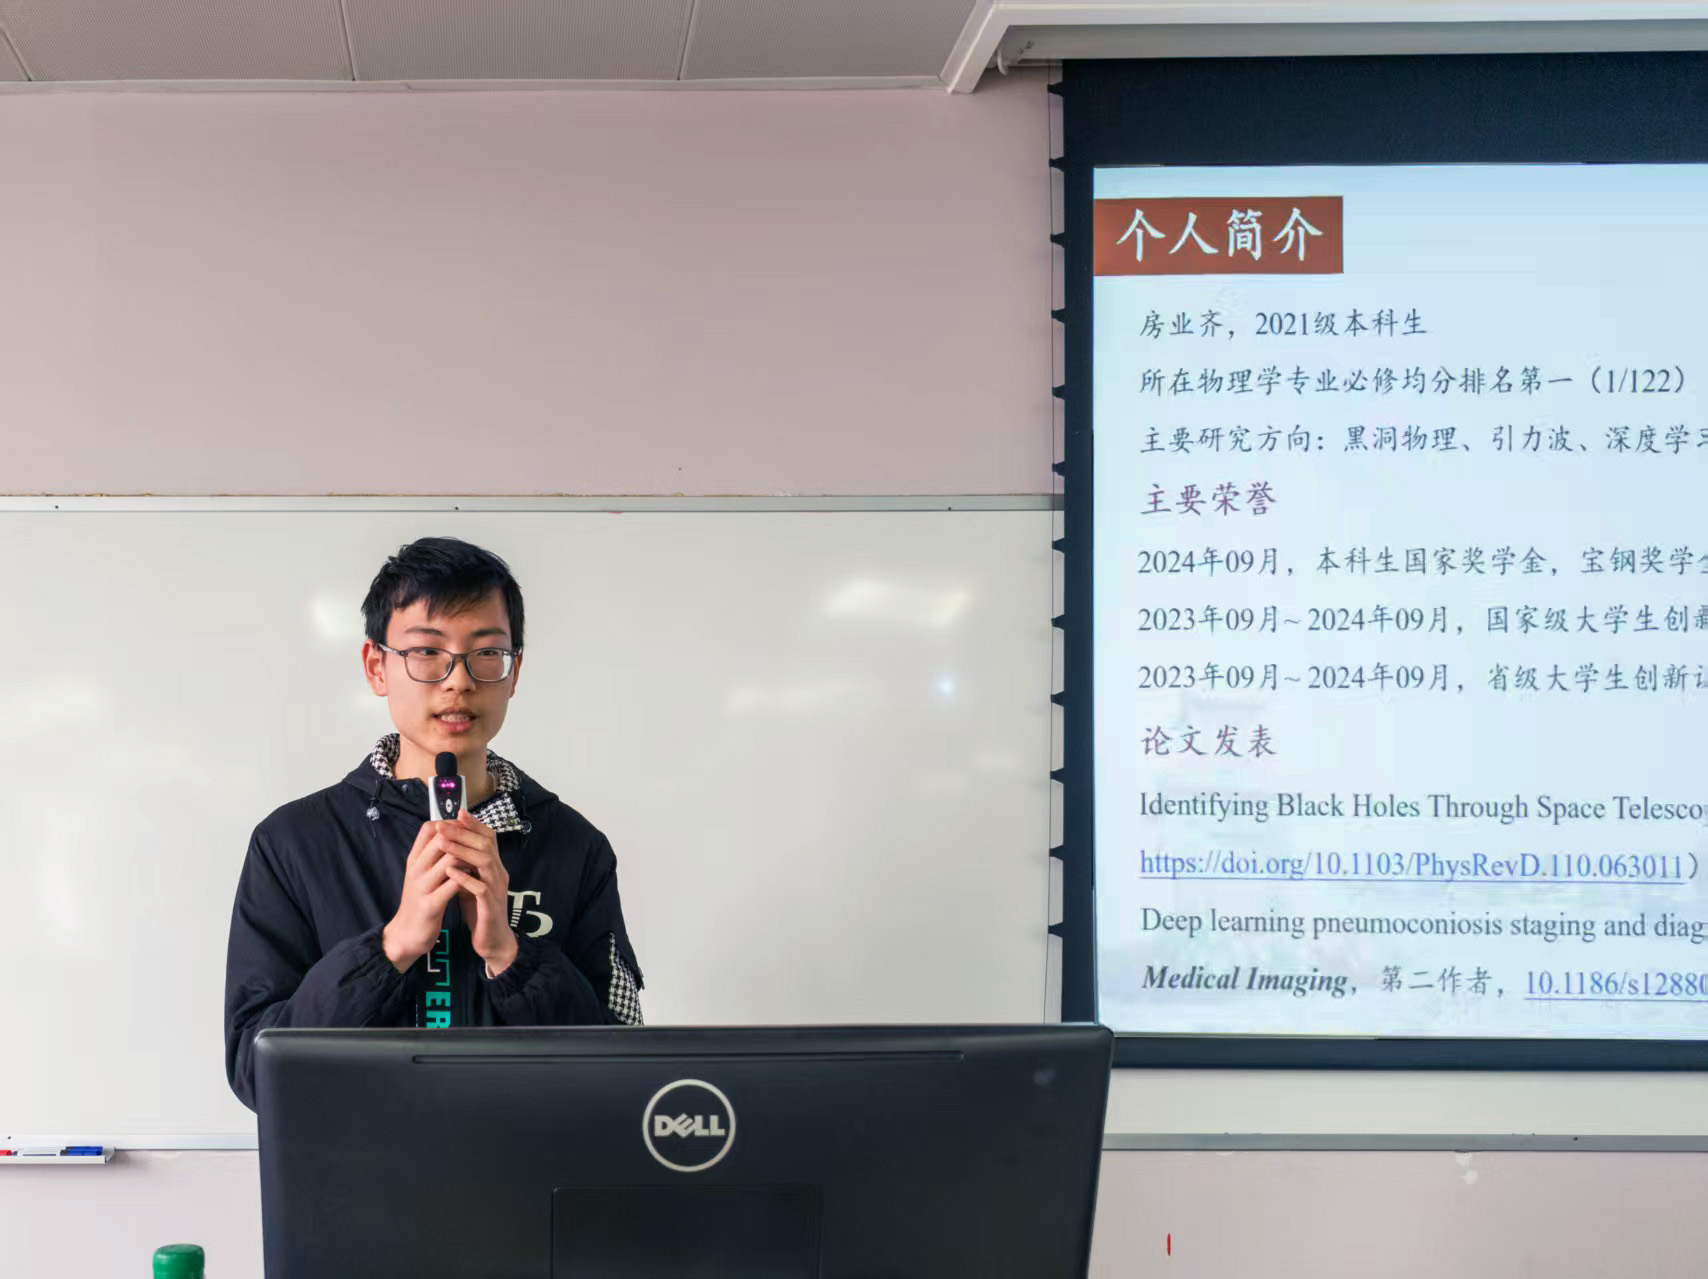 个人简介
房业齐，2021级本科生
所在物理学专业必修均分排名第一（1/122）
主要研究方向：黑洞物理、引力波、深度学习
主要荣誉
2024年09月，本科生国家奖学金，宝钢奖学金
2023年09月~2024年09月，国家级大学生创新
2023年09月~2024年09月，省级大学生创新
论文发表
Identifying Black Holes Through Space Telesco
https://doi.org/10.1103/PhysRevD.110.063011）
Deep learning pneumoconiosis staging and diag
Medical Imaging，第二作者，10.1186/s12880
DELL
ER